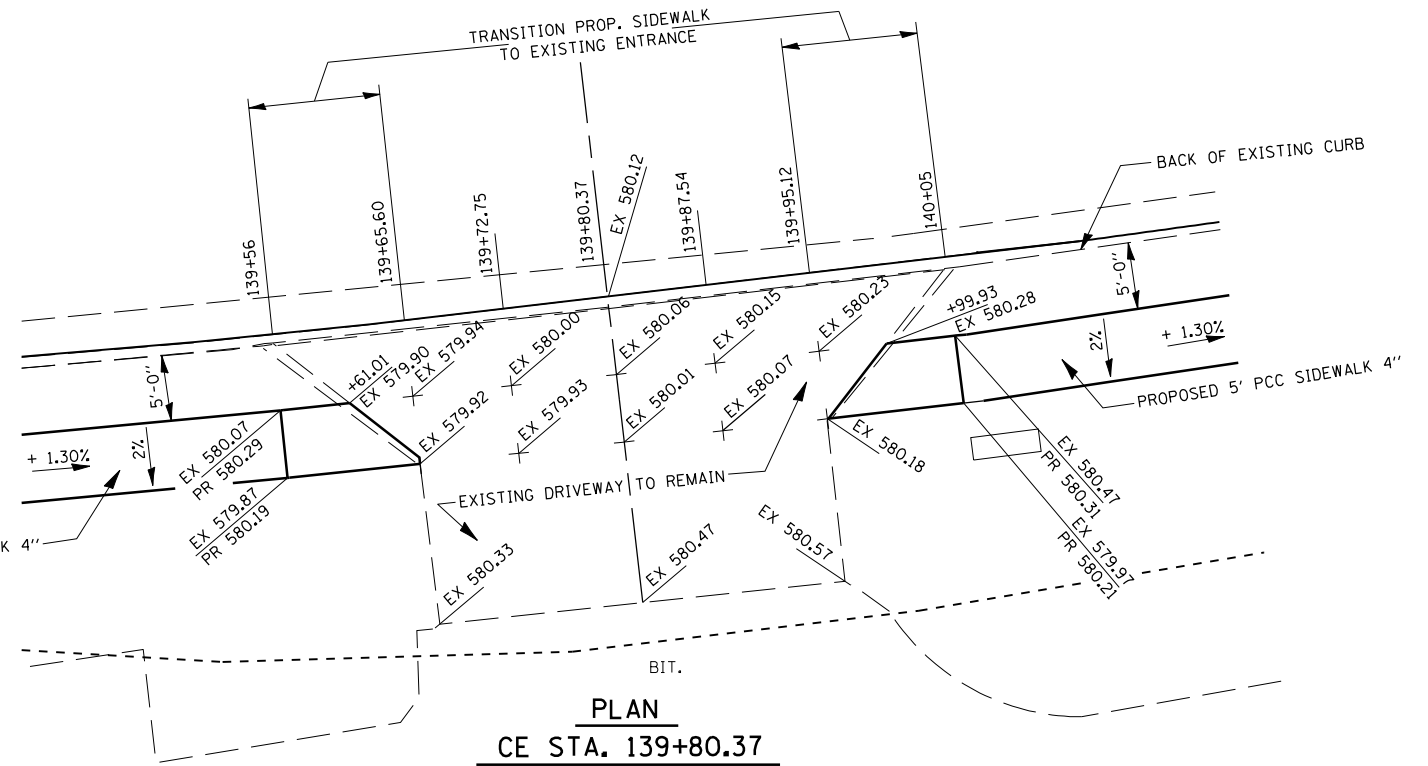 TRANSITION PROP. SIDEWALK
TO EXISTING ENTRANCE
BACK OF EXISTING CURB
139+56
139+65.60
139+72.75
139+80.37
EX 580.12
139+87.54
139+95.12
140+05
5'-0"
+ 1.30%
2%
+61.01
EX 579.90
EX 579.94
EX 580.00
EX 580.06
EX 580.15
EX 580.23
+99.93
EX 580.28
5'-0"
2%
+ 1.30%
PROPOSED 5' PCC SIDEWALK 4"
EX 579.92
EX 579.93
EX 580.01
EX 580.07
EX 580.18
EX 580.07
PR 580.29
EX 579.87
PR 580.19
K 4"
EXISTING DRIVEWAY TO REMAIN
EX 580.47
PR 580.31
EX 579.97
PR 580.21
EX 580.33
EX 580.47
EX 580.57
BIT.
PLAN
CE STA. 139+80.37